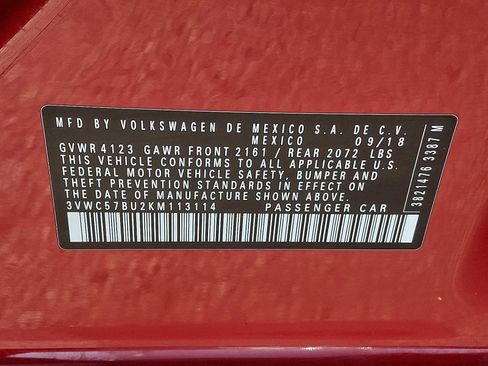 MFD BY VOLKSWAGEN DE MEXICO S.A. DE C.V.
MEXICO 09/18
GVWR 4123 GAWR FRONT 2161 / REAR 2072 LBS
THIS VEHICLE CONFORMS TO ALL APPLICABLE U.S.
FEDERAL MOTOR VEHICLE SAFETY, BUMPER AND
THEFT PREVENTION STANDARDS IN EFFECT ON
THE DATE OF MANUFACTURE SHOWN ABOVE.
3VWC57BU2KM113114 PASSENGER CAR
3821476 3387 M